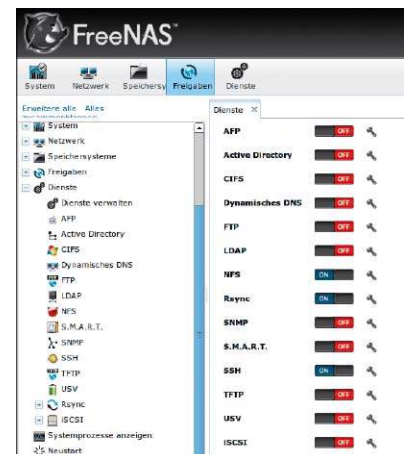 FreeNAS
System Netzwerk Speichersy Freigaben Dienste
Erweitere alle Alles
System
Netzwerk
Speichersysteme
Freigaben
Dienste
Dienste verwalten
AFP
Active Directory
CIFS
Dynamisches DNS
FTP
LDAP
NFS
S.M.A.R.T.
SNMP
SSH
TFTP
USV
Rsync
iSCSI
Systemprozesse anzeigen
Neustart
Dienste
AFP OFF
Active Directory OFF
CIFS OFF
Dynamisches DNS OFF
FTP OFF
LDAP OFF
NFS ON
Rsync ON
SNMP OFF
S.M.A.R.T. OFF
SSH ON
TFTP OFF
USV OFF
iSCSI OFF